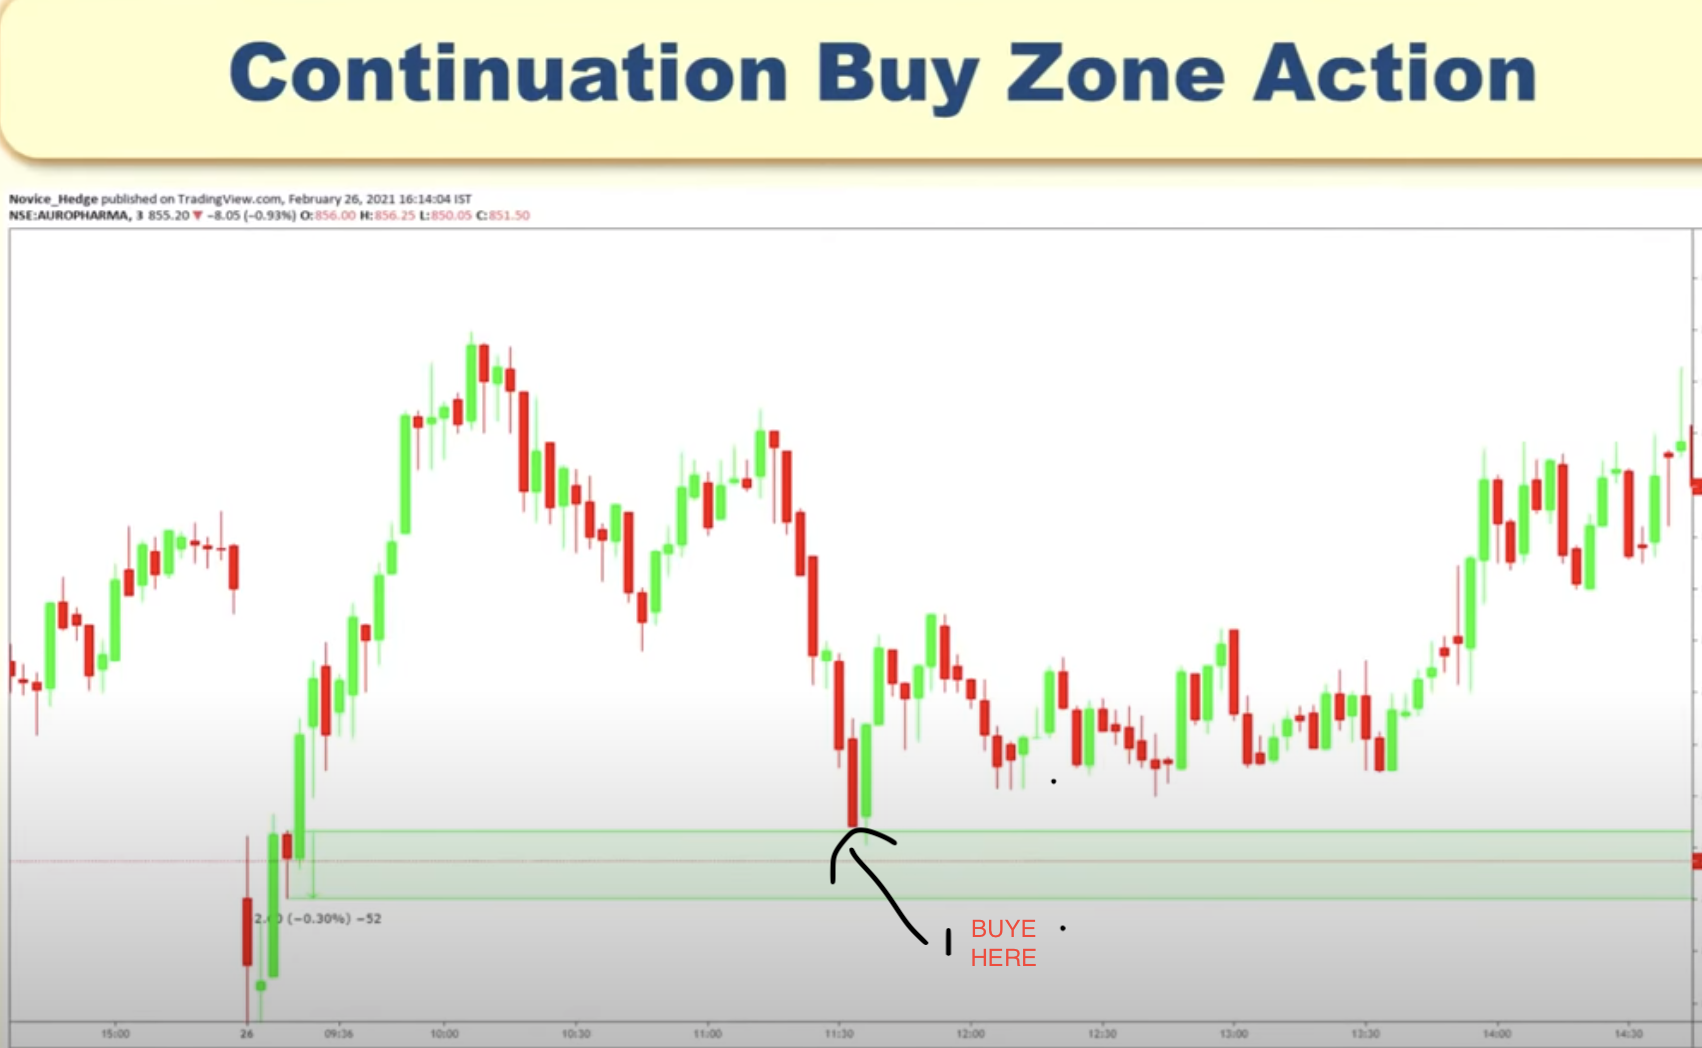 Continuation Buy Zone Action
Novice_Hedge published on TradingView.com, February 26, 2021 16:14:04 IST
NSE:AUROPHARMA, 3 855.20 ▼ −8.05 (−0.93%) O:856.00 H:856.25 L:850.05 C:851.50
(−0.30%) −52
1 BUYE
HERE
15:00 26 09:36 10:00 10:30 11:00 11:30 12:00 12:30 13:00 13:30 14:00 14:30